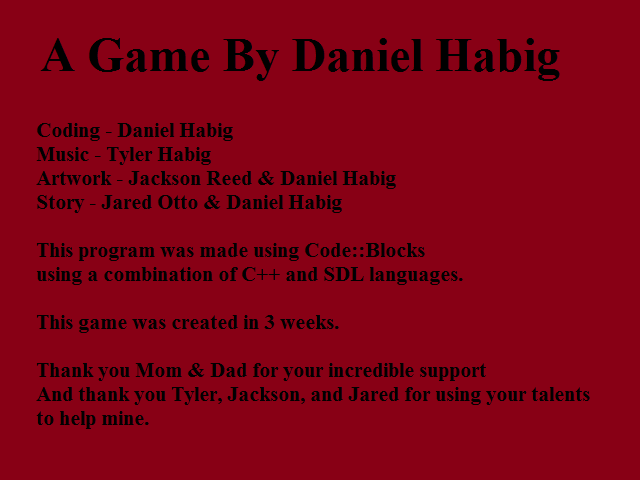 A Game By Daniel Habig
Coding - Daniel Habig
Music - Tyler Habig
Artwork - Jackson Reed & Daniel Habig
Story - Jared Otto & Daniel Habig
This program was made using Code::Blocks
using a combination of C++ and SDL languages.
This game was created in 3 weeks.
Thank you Mom & Dad for your incredible support
And thank you Tyler, Jackson, and Jared for using your talents
to help mine.